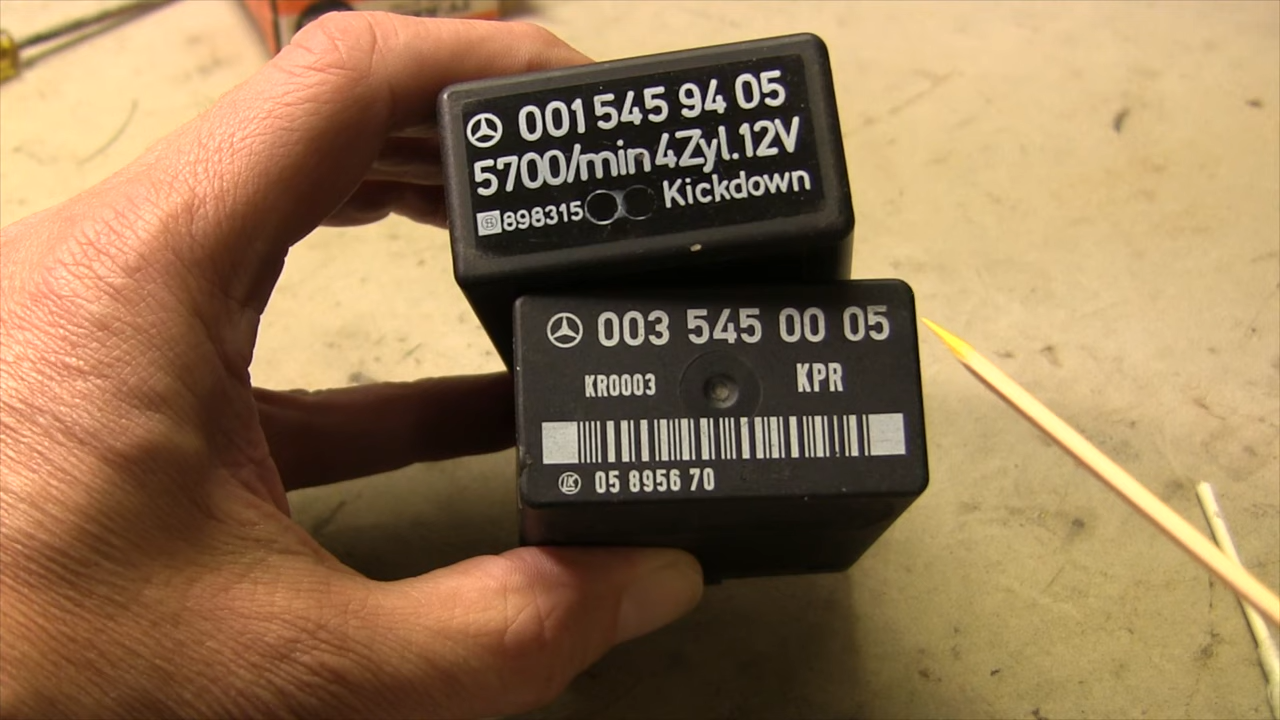 001 545 94 05
5700/min 4Zyl. 12V
898315 Kickdown
003 545 00 05
KR0003 KPR
05 8956 70